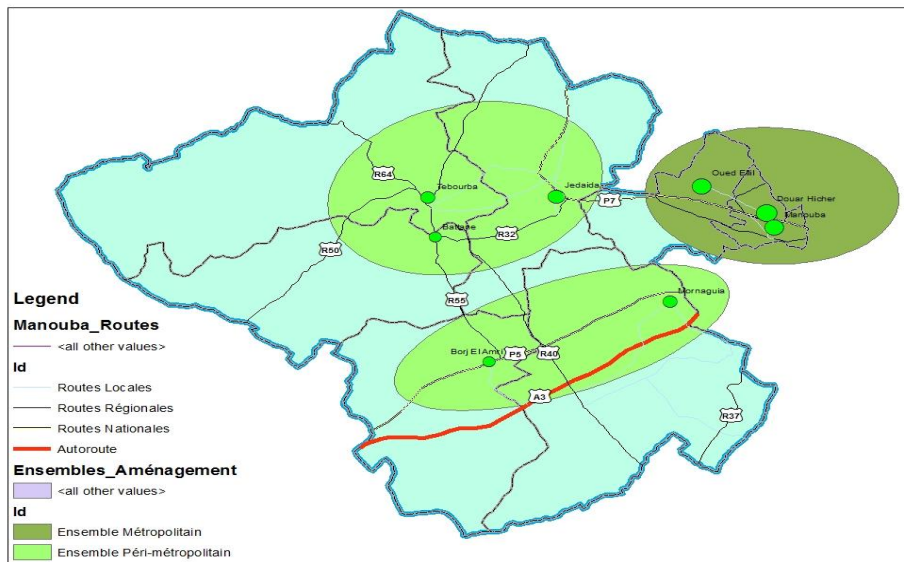 Oued Ellil
Douar Hicher
Manouba
R64
Tebourba
Jedaida
P7
Battane
R32
R50
R55
Mornaguia
Borj El Amri
P5
R40
A3
R37
Legend
Manouba_Routes
<all other values>
Id
Routes Locales
Routes Régionales
Routes Nationales
Autoroute
Ensembles_Aménagement
<all other values>
Id
Ensemble Métropolitain
Ensemble Péri-métropolitain